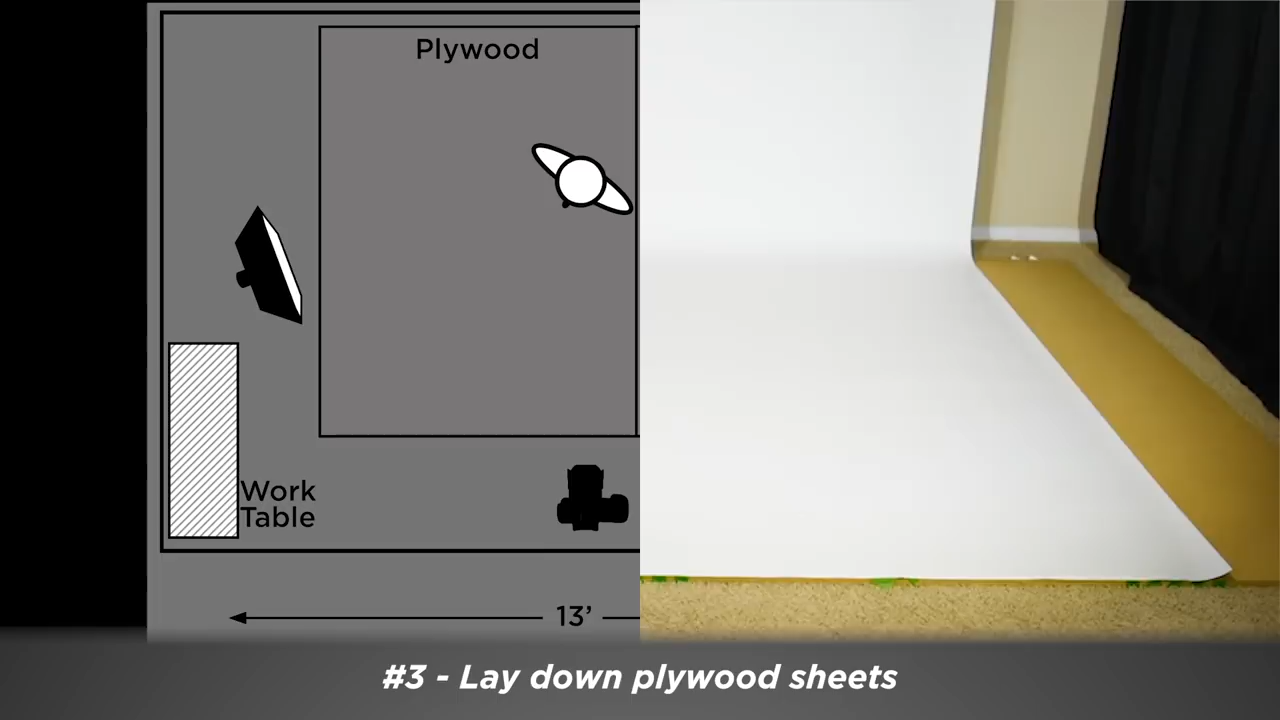 Plywood
Work
Table
13’
#3 - Lay down plywood sheets